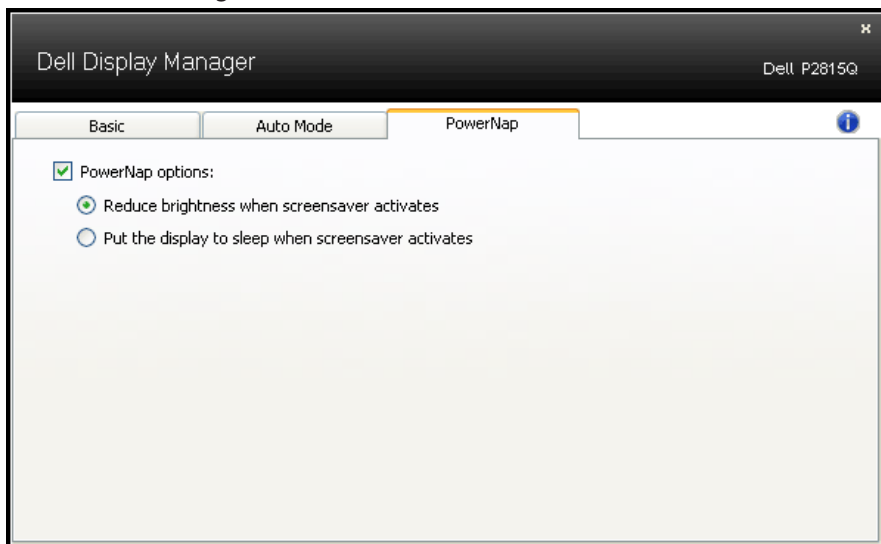 Dell Display Manager
Dell P2815Q
Basic
Auto Mode
PowerNap
PowerNap options:
Reduce brightness when screensaver activates
Put the display to sleep when screensaver activates